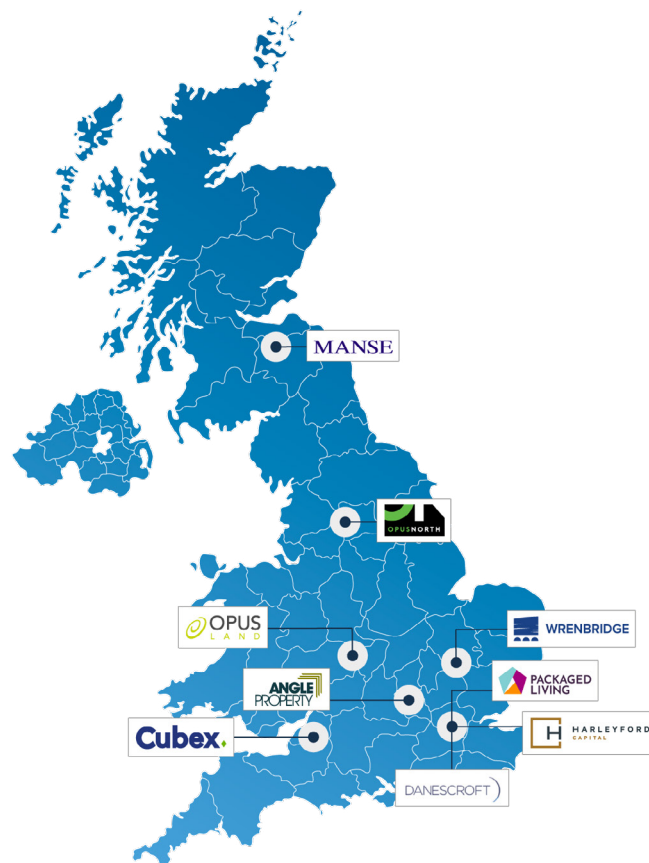 MANSE
OPUSNORTH
OPUS
LAND
WRENBRIDGE
ANGLE
PROPERTY
PACKAGED
LIVING
Cubex.
H HARLEYFORD
CAPITAL
DANESCROFT